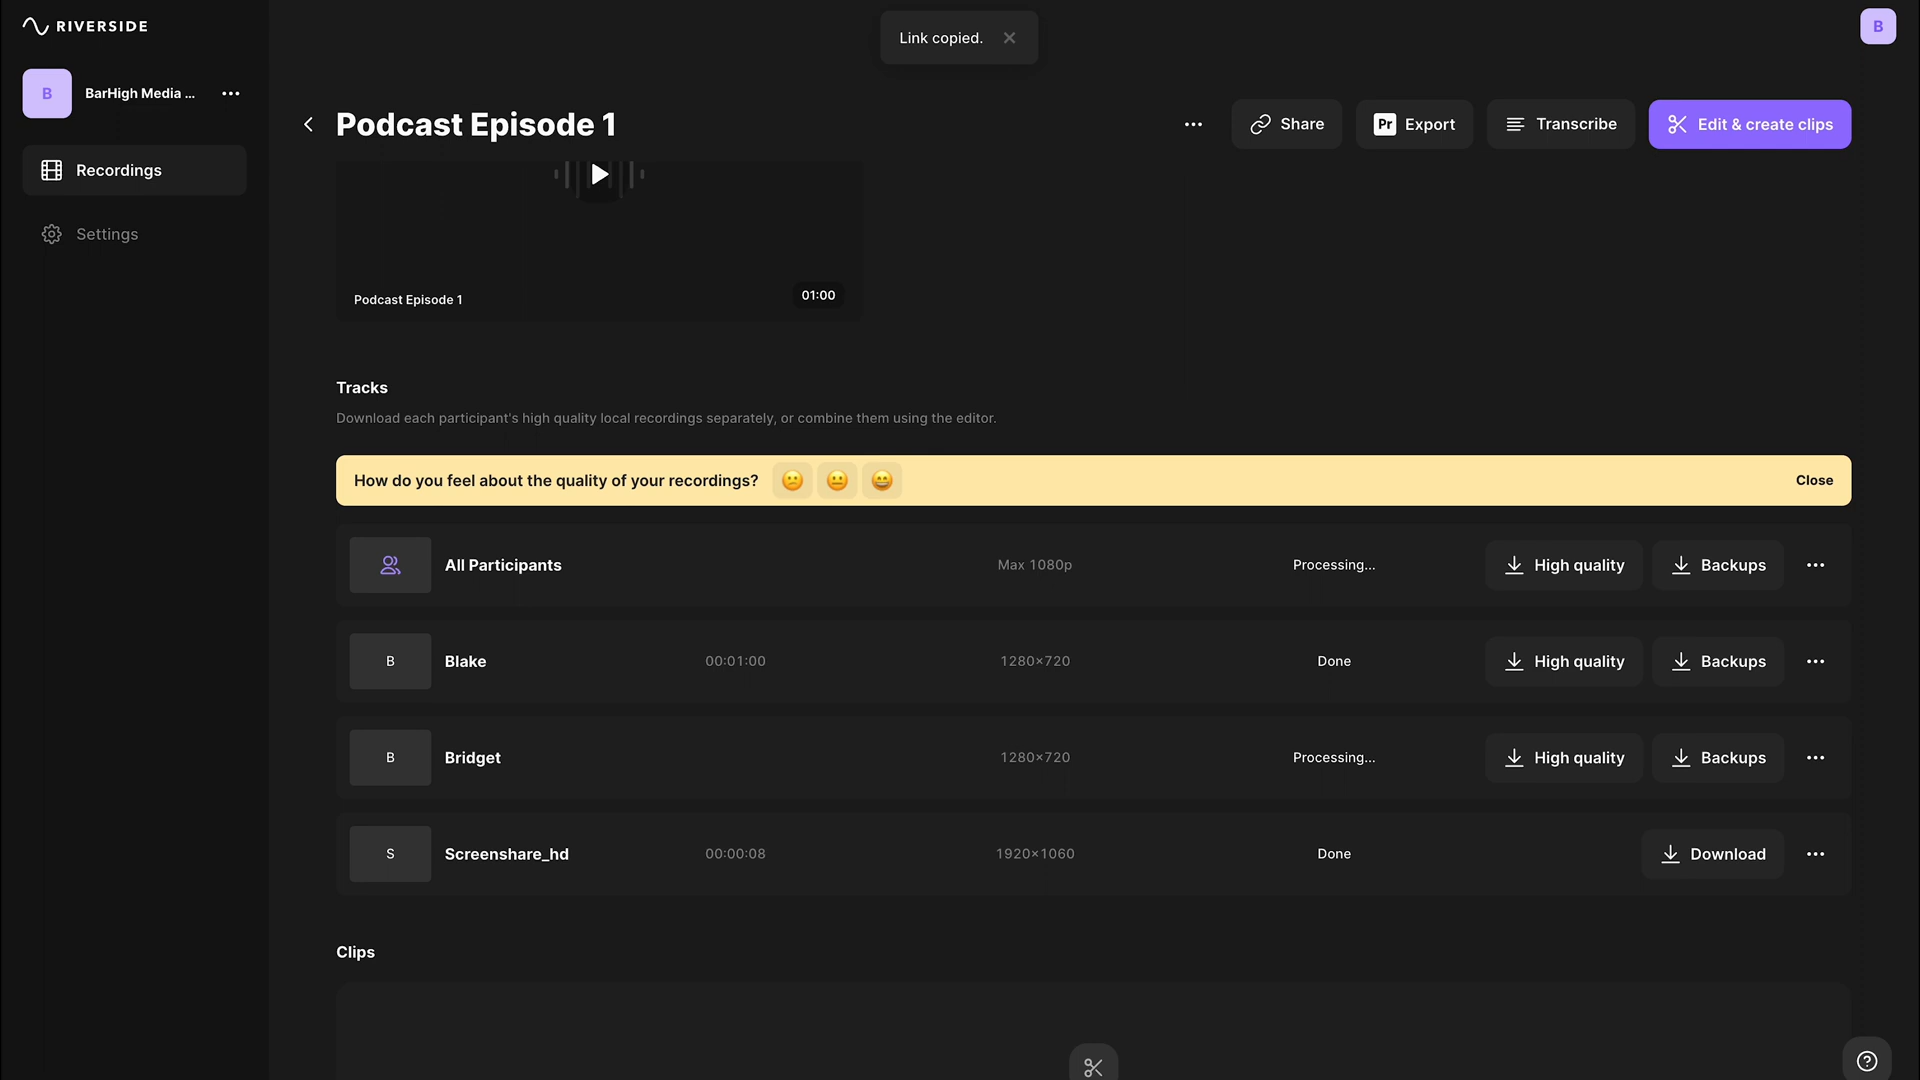 RIVERSIDE
Link copied.
B
B
BarHigh Media ...
Podcast Episode 1
Share
Pr Export
Transcribe
Edit & create clips
Recordings
Settings
Podcast Episode 1
01:00
Tracks
Download each participant's high quality local recordings separately, or combine them using the editor.
How do you feel about the quality of your recordings?
Close
All Participants
Max 1080p
Processing...
High quality
Backups
B
Blake
00:01:00
1280×720
Done
High quality
Backups
B
Bridget
1280×720
Processing...
High quality
Backups
S
Screenshare_hd
00:00:08
1920×1060
Done
Download
Clips